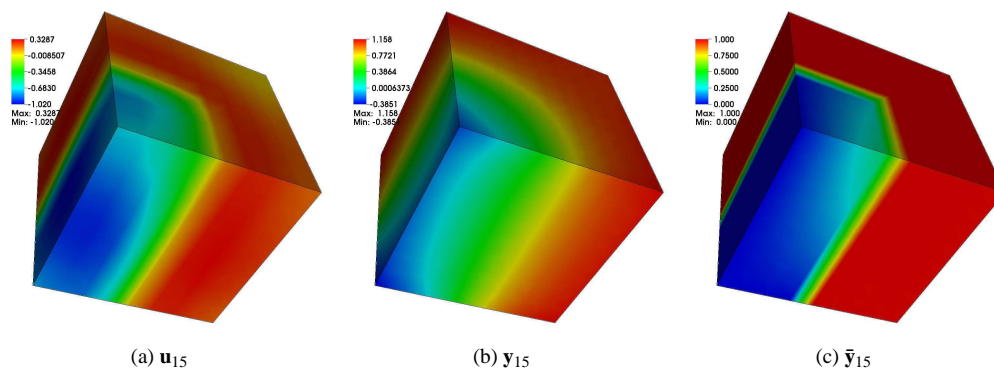 0.3287
-0.008507
-0.3458
-0.6830
-1.020
Max: 0.3287
Min: -1.020
1.158
0.7721
0.3864
0.0006373
-0.3851
Max: 1.158
Min: -0.385
1.000
0.7500
0.5000
0.2500
0.000
Max: 1.000
Min: 0.000
(a) u15
(b) y15
(c) ȳ15